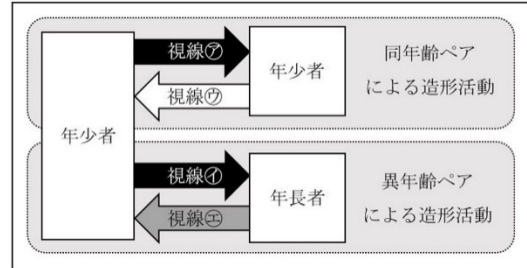 視線㋐
年少者
同年齢ペア
による造形活動
視線㋒
年少者
視線㋑
年長者
異年齢ペア
による造形活動
視線㋓